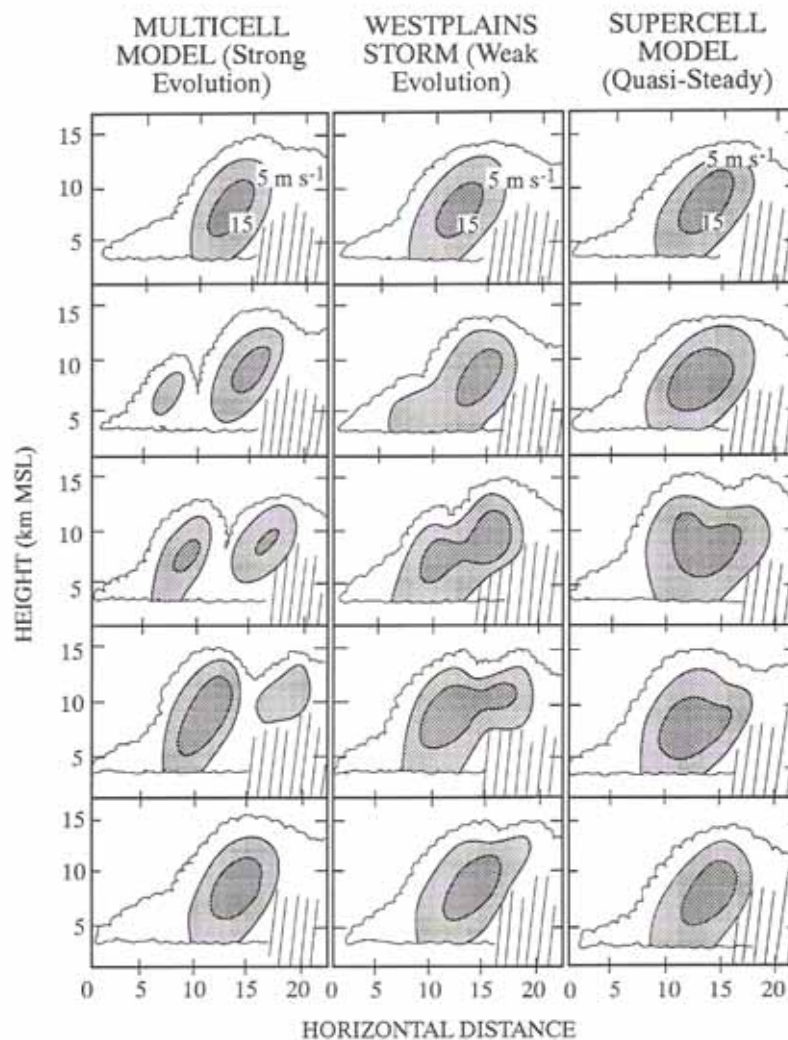 MULTICELL
MODEL (Strong
Evolution)
WESTPLAINS
STORM (Weak
Evolution)
SUPERCELL
MODEL
(Quasi-Steady)
15
10
5
5 m s-1
15
5 m s-1
15
5 m s-1
15
15
10
5
15
10
5
15
10
5
15
10
5
0 5 10 15 20
0 5 10 15 20
0 5 10 15 20
HEIGHT (km MSL)
HORIZONTAL DISTANCE